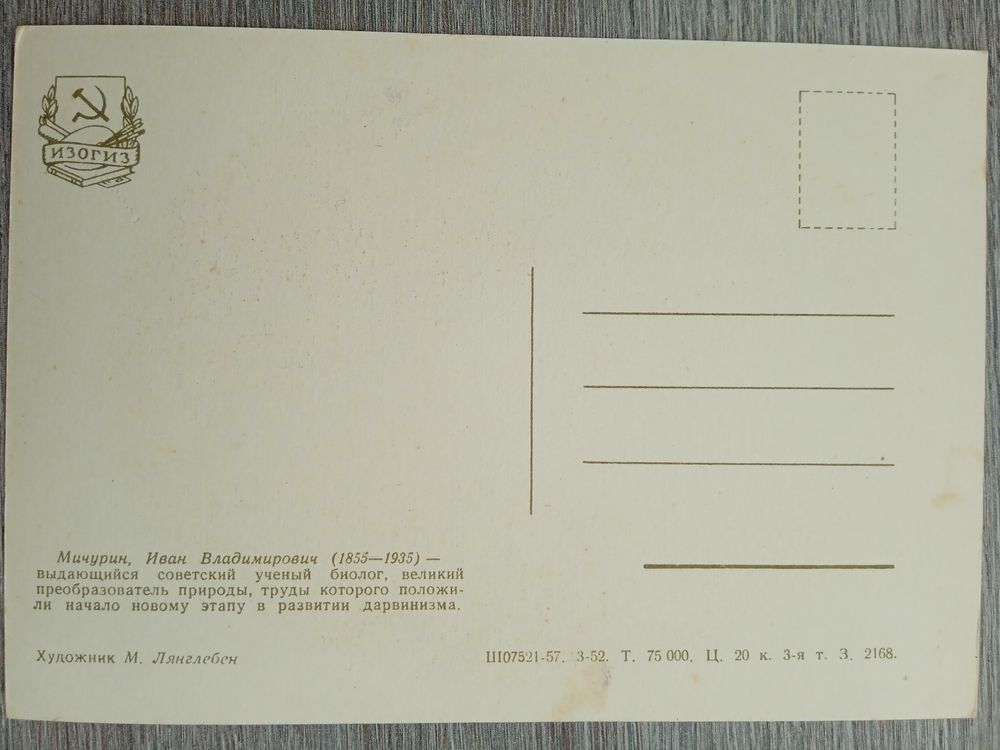 ИЗОГИЗ
Мичурин, Иван Владимирович (1855—1935) —
выдающийся советский ученый биолог, великий
преобразователь природы, труды которого положи-
ли начало новому этапу в развитии дарвинизма.
Художник М. Лянглебен
Ш07521-57. 3-52. Т. 75 000. Ц. 20 к. 3-я т. З. 2168.